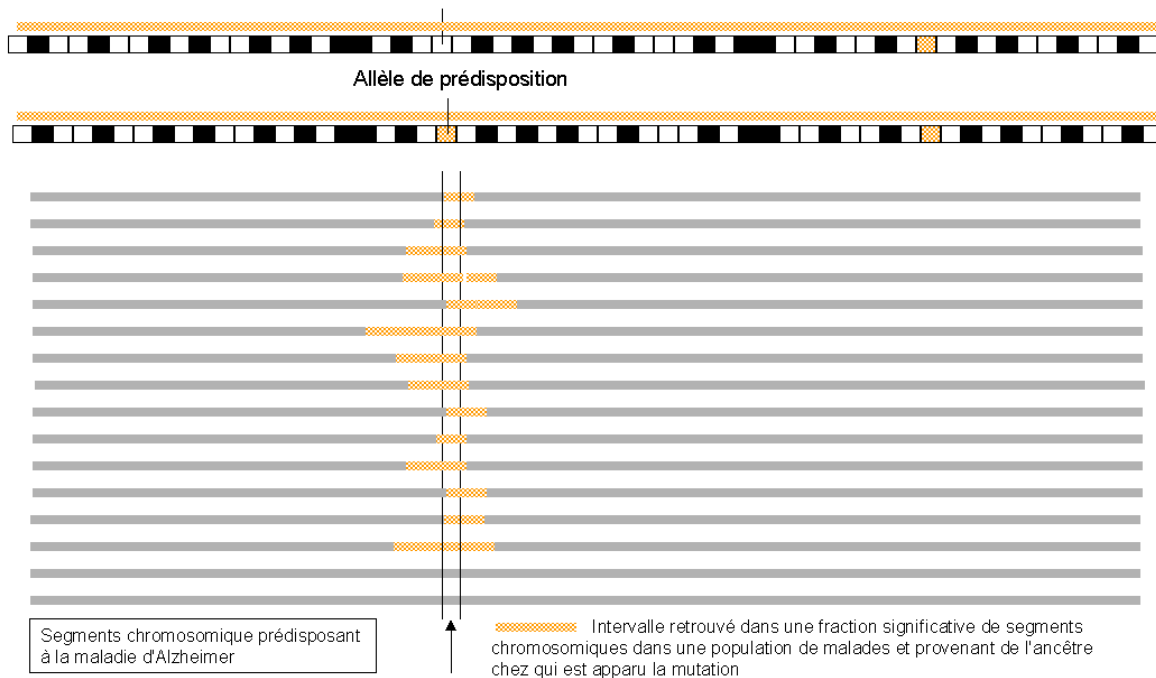 Allèle de prédisposition
Segments chromosomique prédisposant
à la maladie d'Alzheimer
Intervalle retrouvé dans une fraction significative de segments
chromosomiques dans une population de malades et provenant de l'ancêtre
chez qui est apparu la mutation